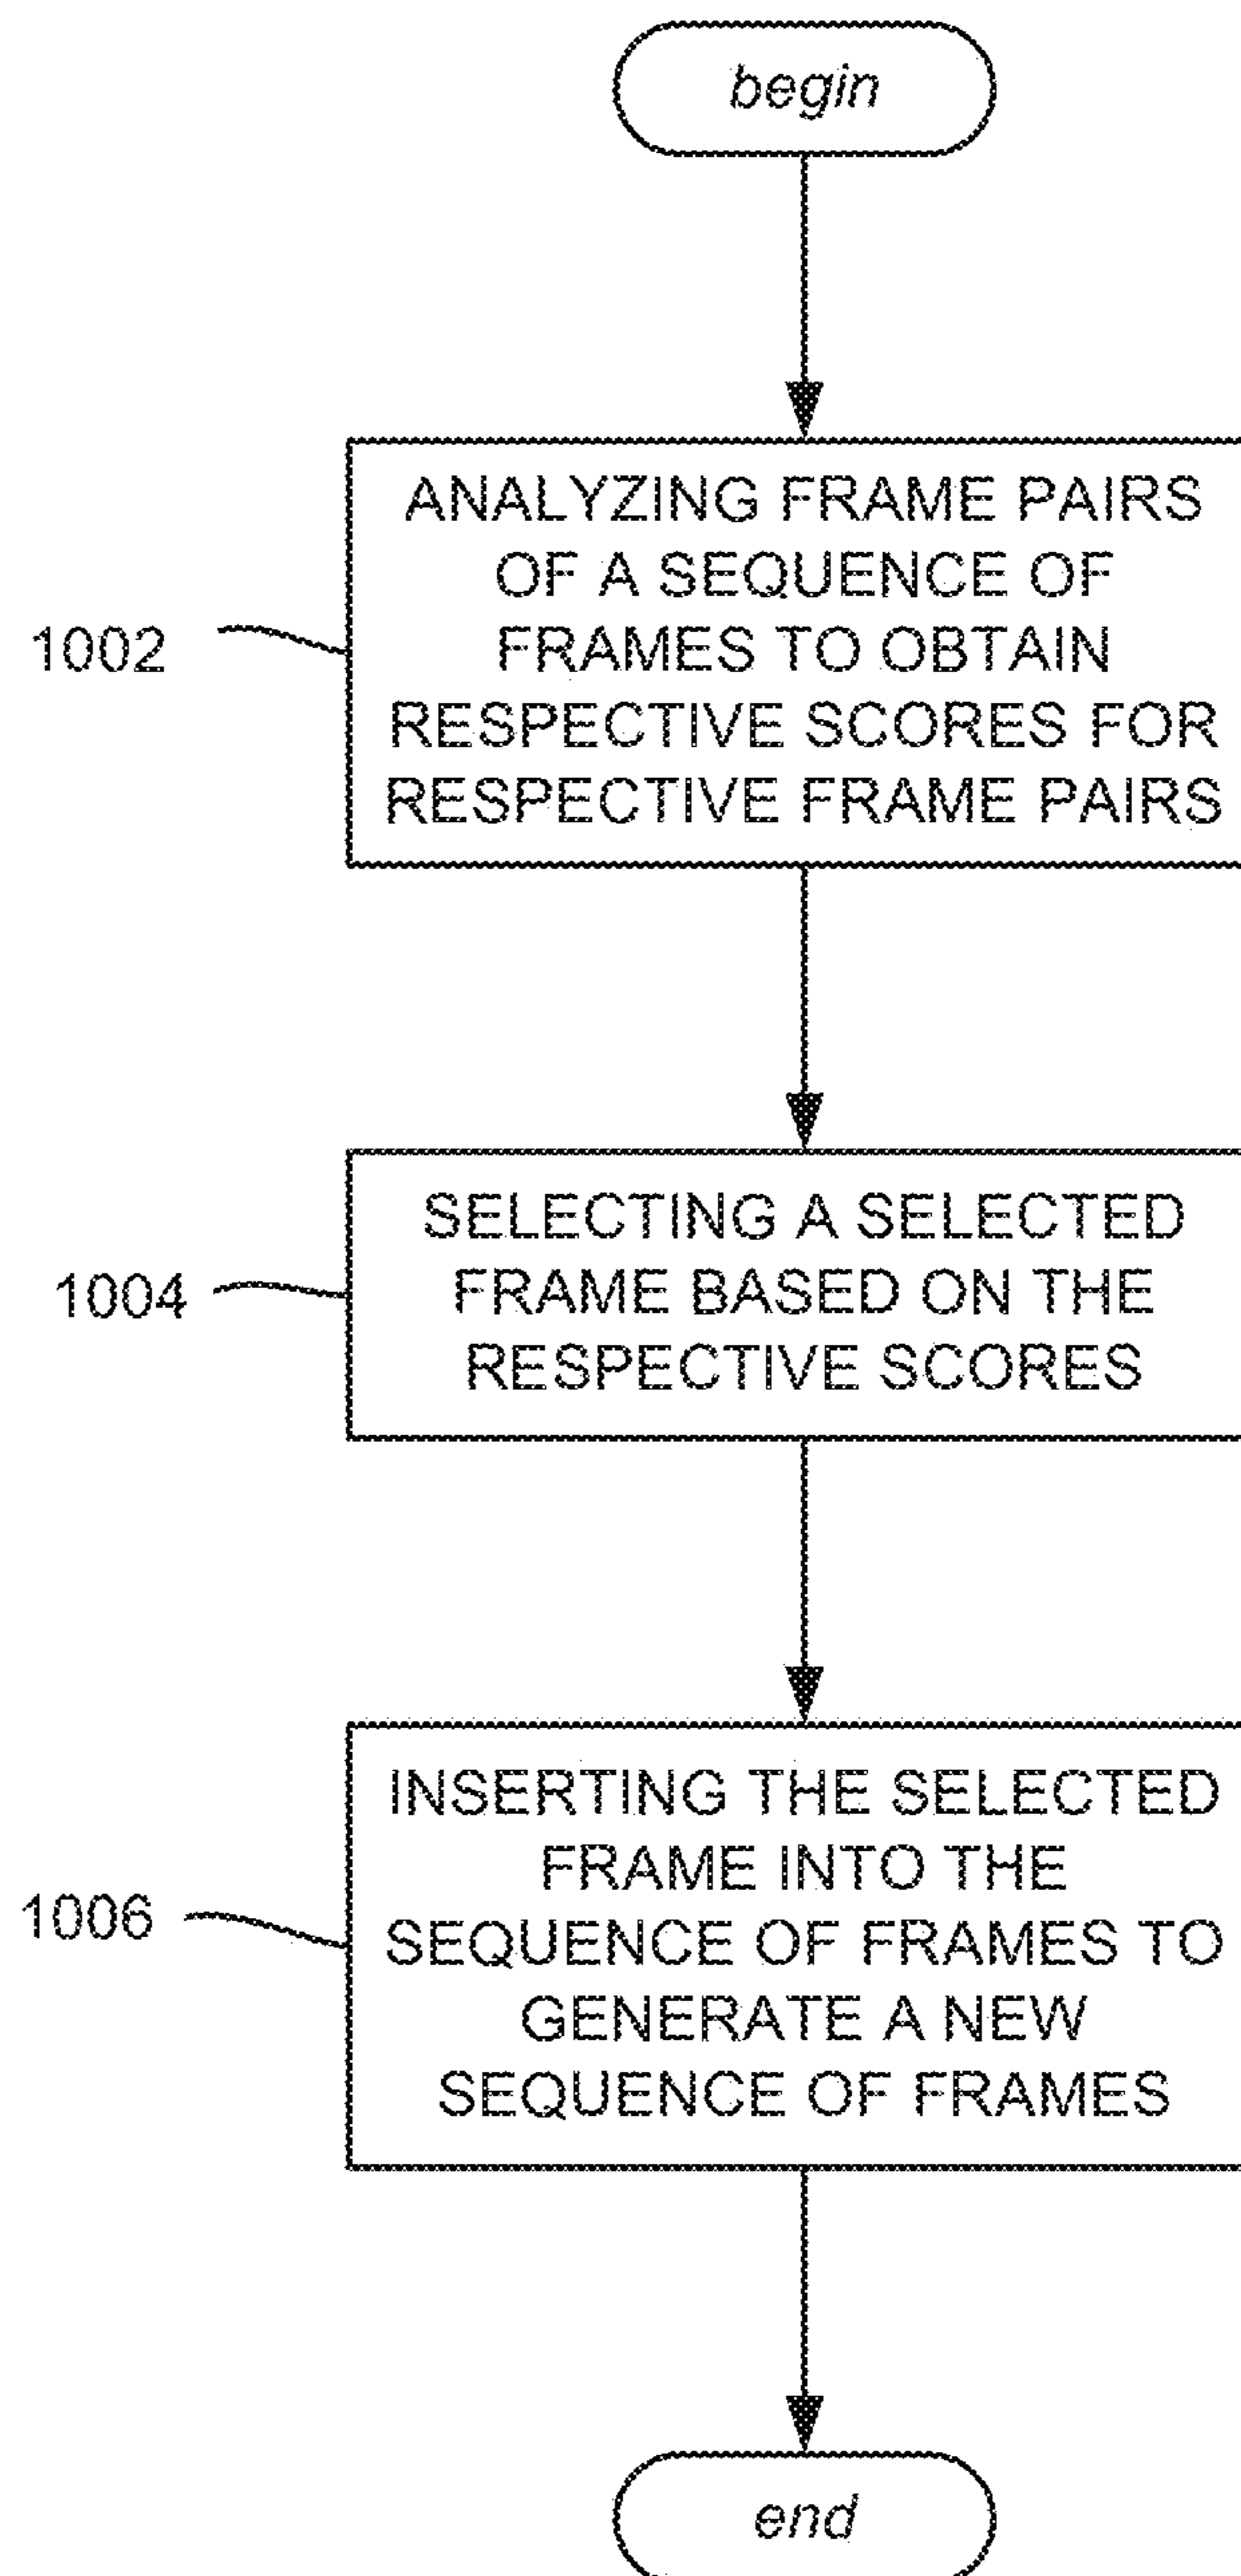 begin
ANALYZING FRAME PAIRS
OF A SEQUENCE OF
FRAMES TO OBTAIN
1002
RESPECTIVE SCORES FOR
RESPECTIVE FRAME PAIRS
SELECTING A SELECTED
1004
FRAME BASED ON THE
RESPECTIVE SCORES
INSERTING THE SELECTED
FRAME INTO THE
1006
SEQUENCE OF FRAMES TO
GENERATE A NEW
SEQUENCE OF FRAMES
end